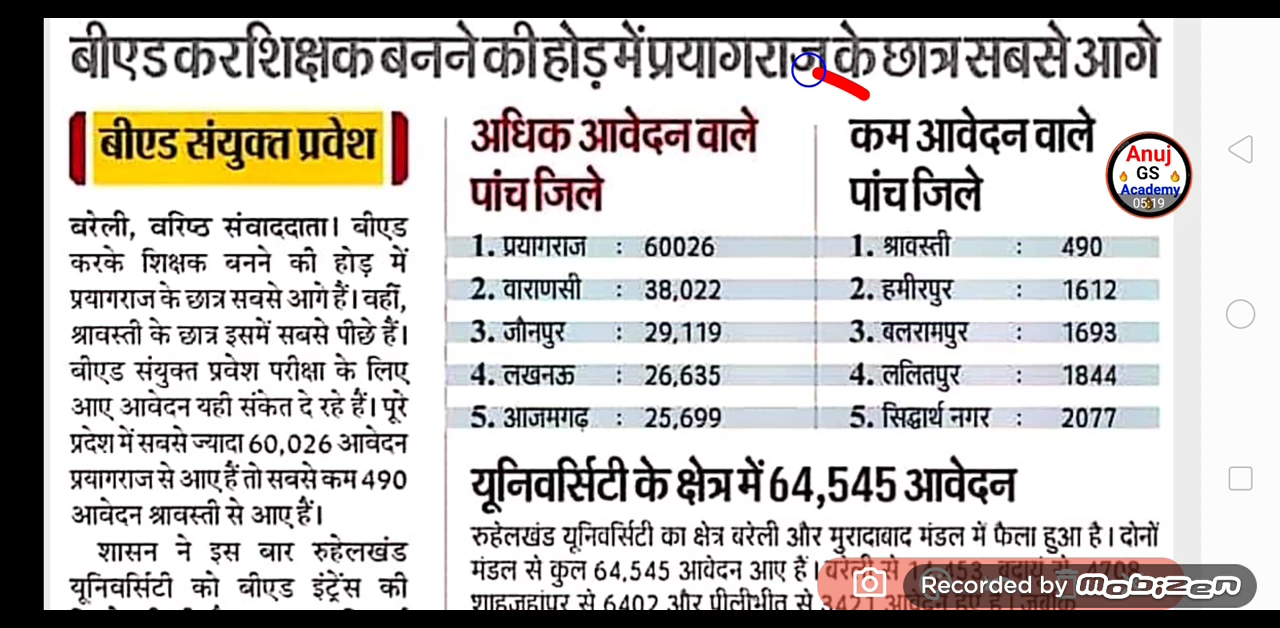 बीएड कर शिक्षक बनने की होड़ में प्रयागराज के छात्र सबसे आगे
बीएड संयुक्त प्रवेश
बरेली, वरिष्ठ संवाददाता। बीएड
करके शिक्षक बनने की होड़ में
प्रयागराज के छात्र सबसे आगे हैं। वहीं,
श्रावस्ती के छात्र इसमें सबसे पीछे हैं।
बीएड संयुक्त प्रवेश परीक्षा के लिए
आए आवेदन यही संकेत दे रहे हैं। पूरे
प्रदेश में सबसे ज्यादा 60,026 आवेदन
प्रयागराज से आए हैं तो सबसे कम 490
आवेदन श्रावस्ती से आए हैं।
शासन ने इस बार रुहेलखंड
यूनिवर्सिटी को बीएड इंट्रेंस की
अधिक आवेदन वाले
पांच जिले
1. प्रयागराज : 60026
2. वाराणसी : 38,022
3. जौनपुर : 29,119
4. लखनऊ : 26,635
5. आजमगढ़ : 25,699
कम आवेदन वाले
पांच जिले
1. श्रावस्ती : 490
2. हमीरपुर : 1612
3. बलरामपुर : 1693
4. ललितपुर : 1844
5. सिद्धार्थ नगर : 2077
यूनिवर्सिटी के क्षेत्र में 64,545 आवेदन
रुहेलखंड यूनिवर्सिटी का क्षेत्र बरेली और मुरादाबाद मंडल में फैला हुआ है। दोनों
मंडल से कुल 64,545 आवेदन आए हैं। बरेली से
शाहजहांपुर से 6402 और पीलीभीत से 3421
Anuj
GS
Academy
05:19
Recorded by mobizen